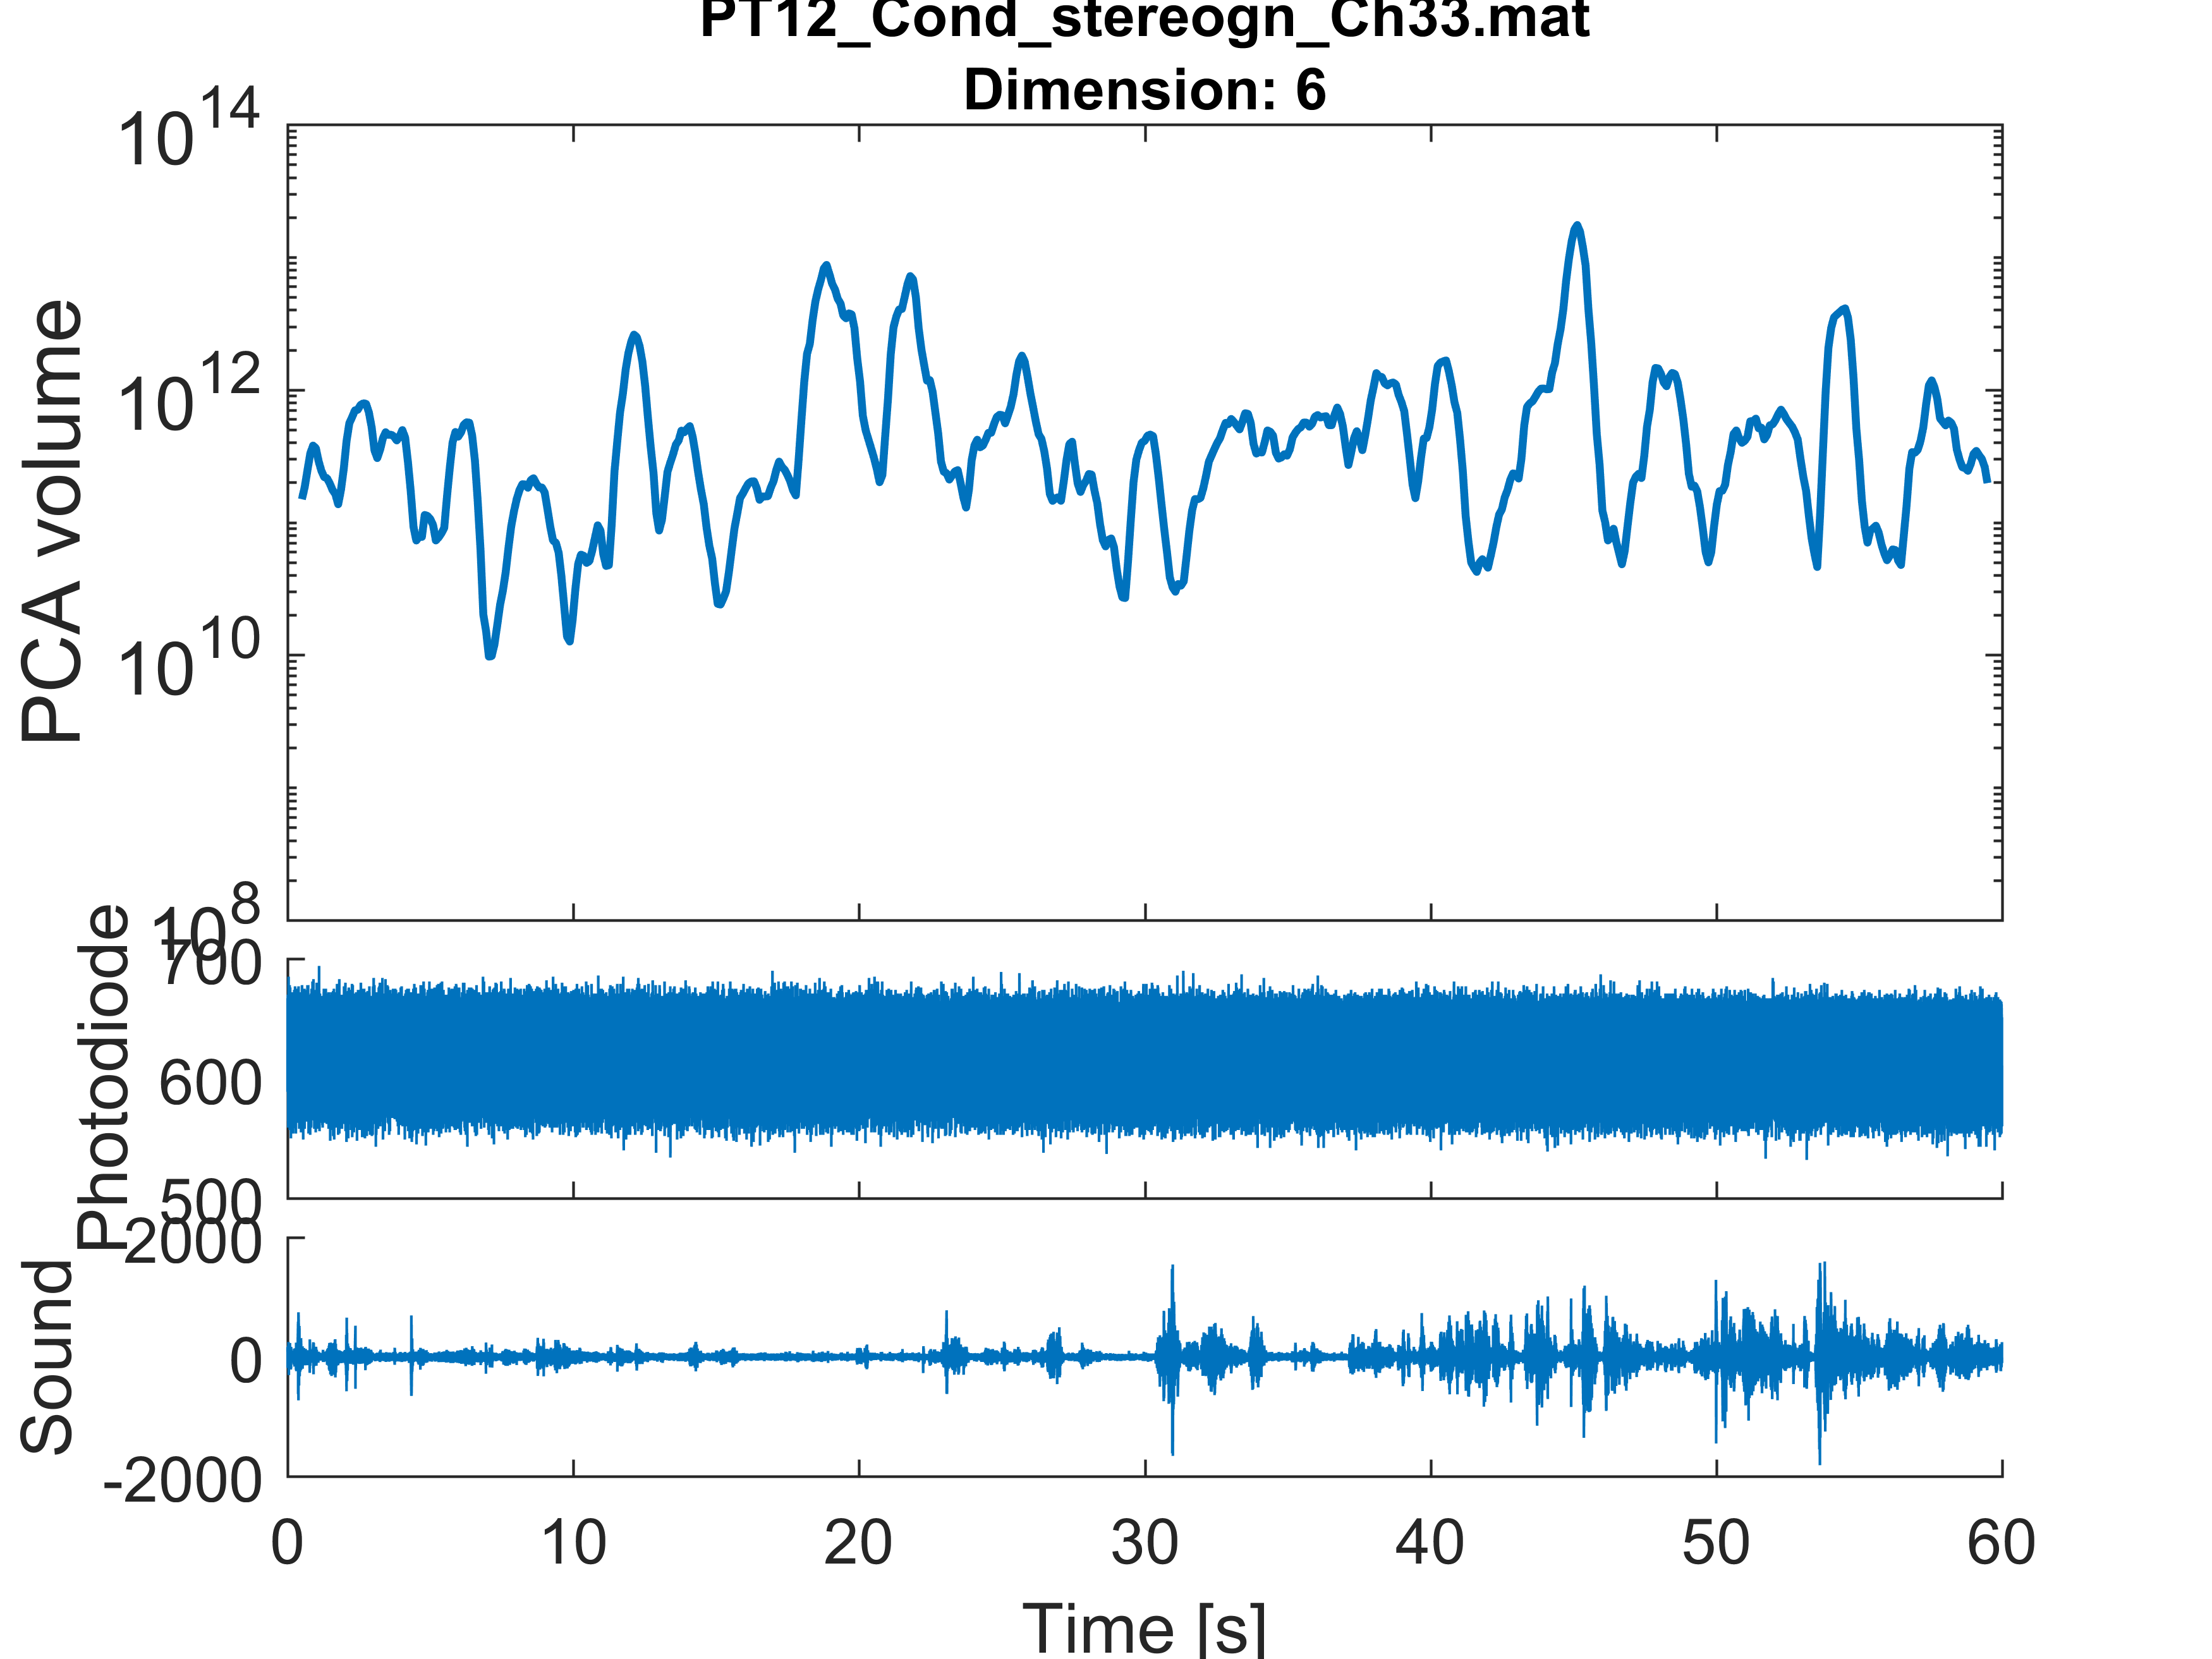 PT12_Cond_stereogn_Ch33.mat
Dimension: 6
10^14
10^12
10^10
10^8
PCA volume
700
600
500
Photodiode
2000
0
-2000
Sound
0 10 20 30 40 50 60
Time [s]